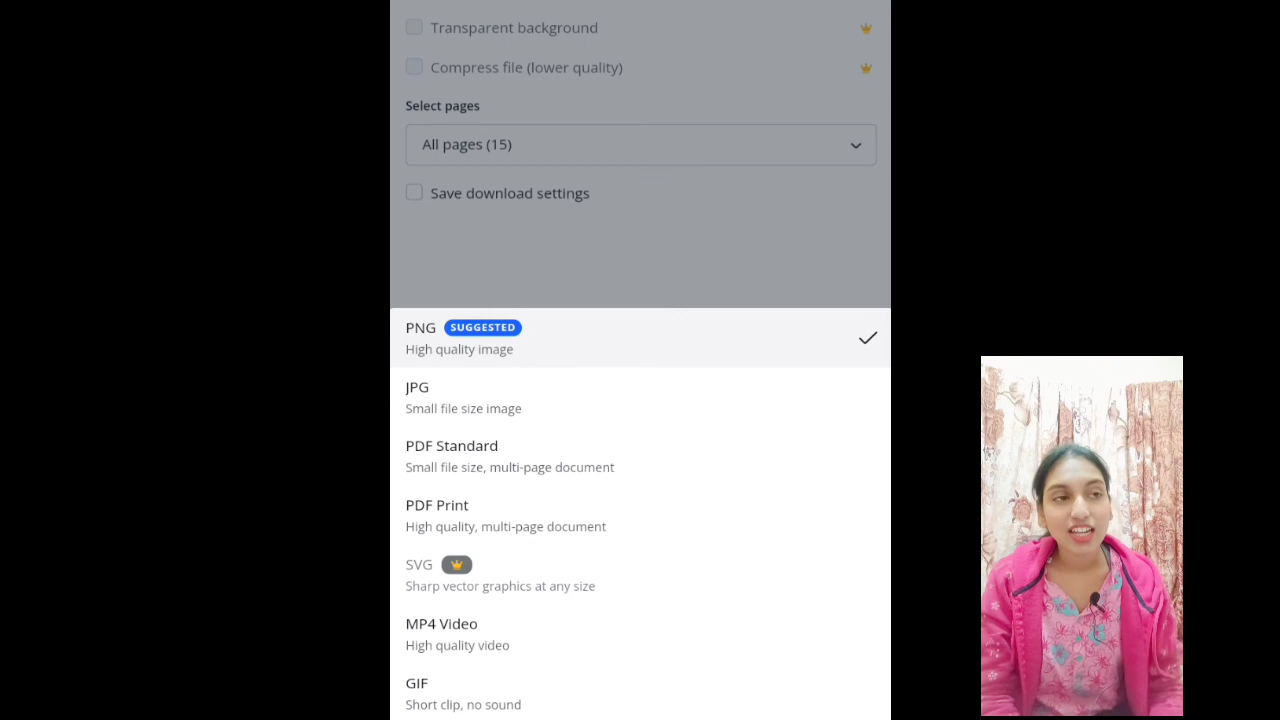 Transparent background
Compress file (lower quality)
Select pages
All pages (15)
Save download settings
PNG SUGGESTED
High quality image
JPG
Small file size image
PDF Standard
Small file size, multi-page document
PDF Print
High quality, multi-page document
SVG
Sharp vector graphics at any size
MP4 Video
High quality video
GIF
Short clip, no sound